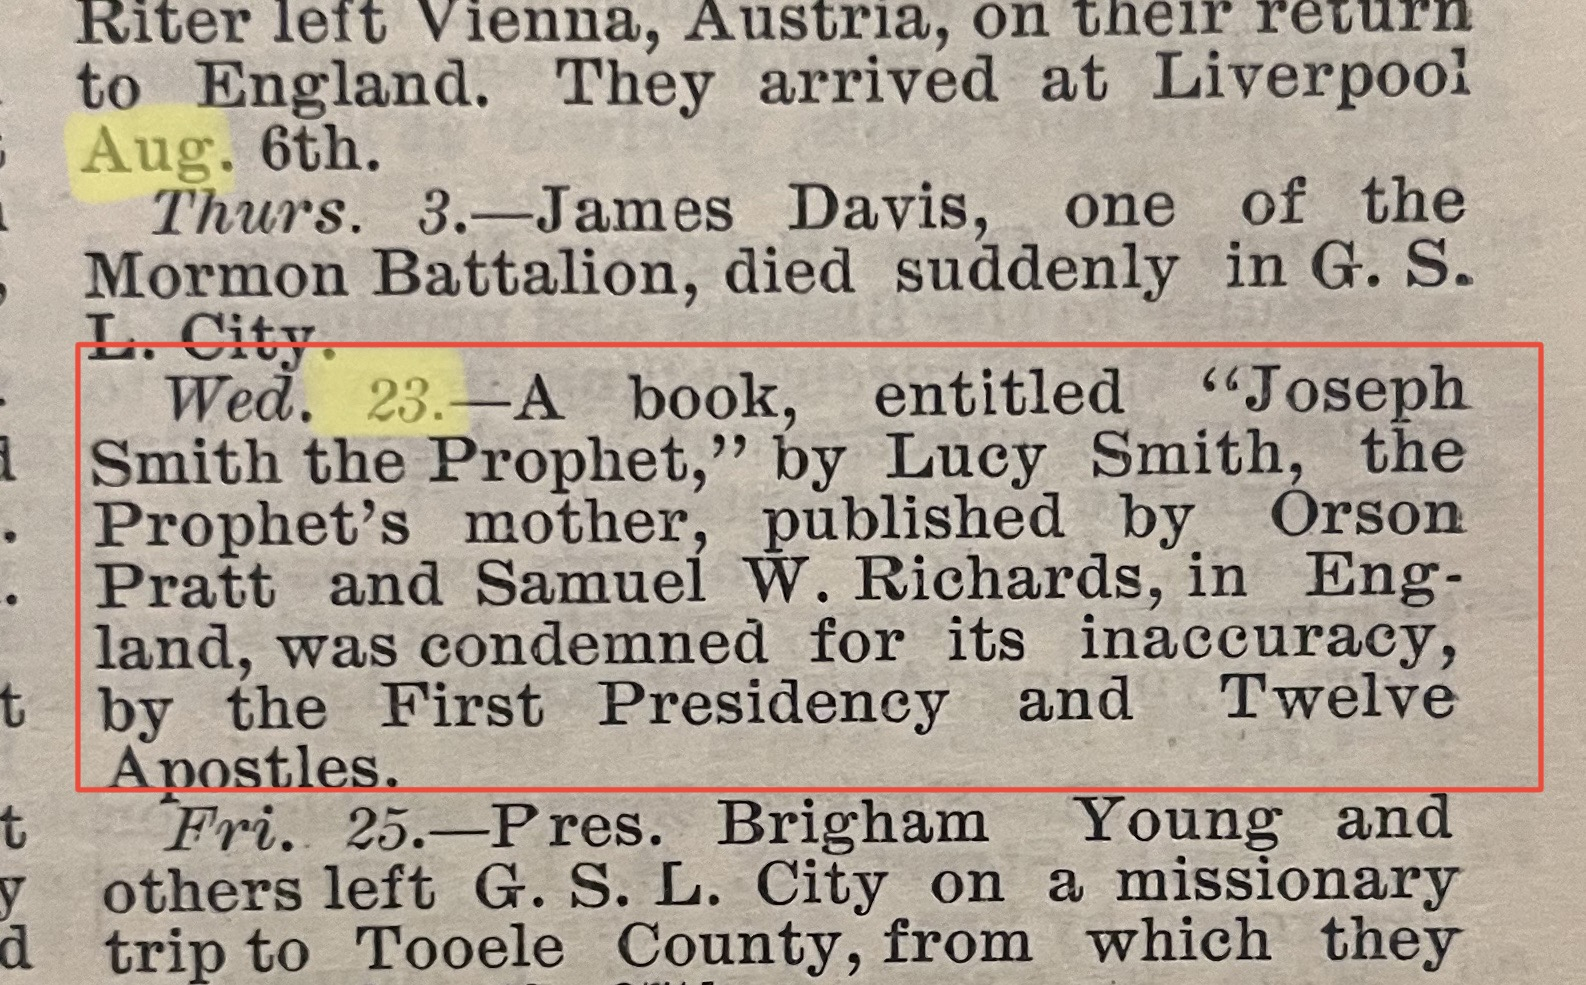 Riter left Vienna, Austria, on their return
to England. They arrived at Liverpool
Aug. 6th.
Thurs. 3.—James Davis, one of the
Mormon Battalion, died suddenly in G. S.
L. City.
Wed. 23.—A book, entitled “Joseph
Smith the Prophet,” by Lucy Smith, the
Prophet’s mother, published by Orson
Pratt and Samuel W. Richards, in Eng-
land, was condemned for its inaccuracy,
by the First Presidency and Twelve
Apostles.
Fri. 25.—Pres. Brigham Young and
others left G. S. L. City on a missionary
trip to Tooele County, from which they